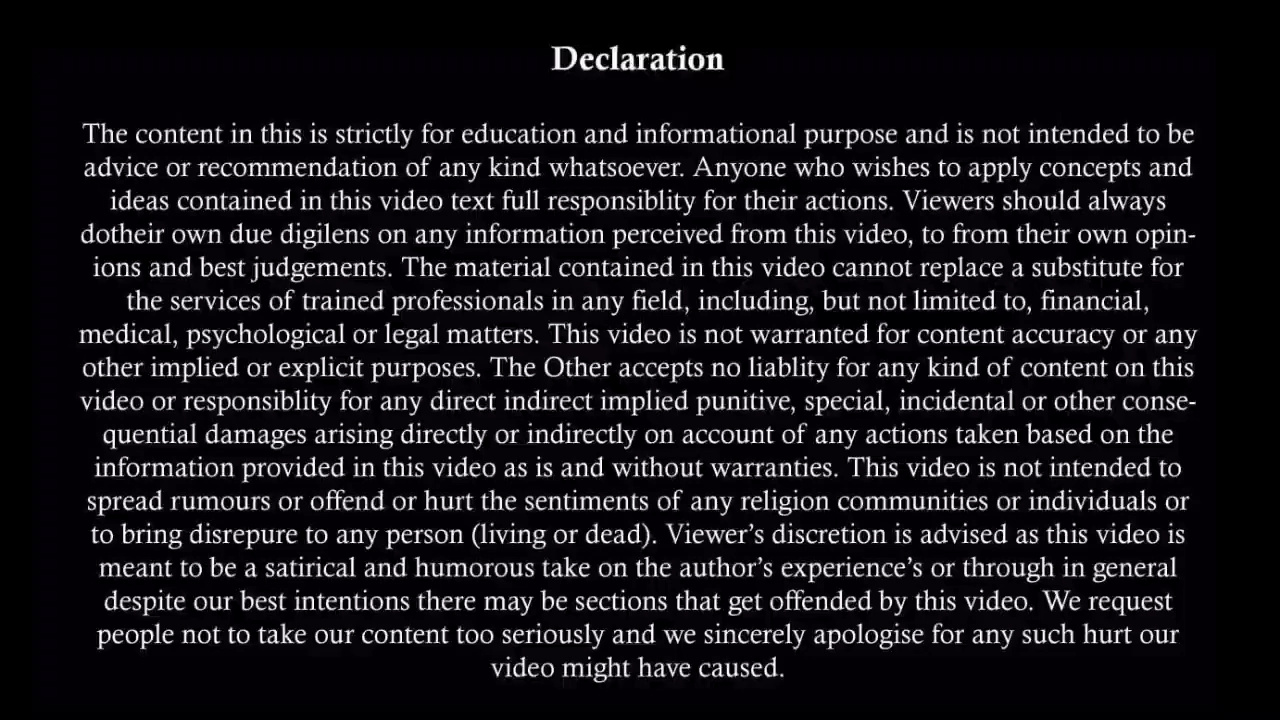 Declaration
The content in this is strictly for education and informational purpose and is not intended to be
advice or recommendation of any kind whatsoever. Anyone who wishes to apply concepts and
ideas contained in this video text full responsiblity for their actions. Viewers should always
dotheir own due digilens on any information perceived from this video, to from their own opin-
ions and best judgements. The material contained in this video cannot replace a substitute for
the services of trained professionals in any field, including, but not limited to, financial,
medical, psychological or legal matters. This video is not warranted for content accuracy or any
other implied or explicit purposes. The Other accepts no liablity for any kind of content on this
video or responsiblity for any direct indirect implied punitive, special, incidental or other conse-
quential damages arising directly or indirectly on account of any actions taken based on the
information provided in this video as is and without warranties. This video is not intended to
spread rumours or offend or hurt the sentiments of any religion communities or individuals or
to bring disrepure to any person (living or dead). Viewer’s discretion is advised as this video is
meant to be a satirical and humorous take on the author’s experience’s or through in general
despite our best intentions there may be sections that get offended by this video. We request
people not to take our content too seriously and we sincerely apologise for any such hurt our
video might have caused.